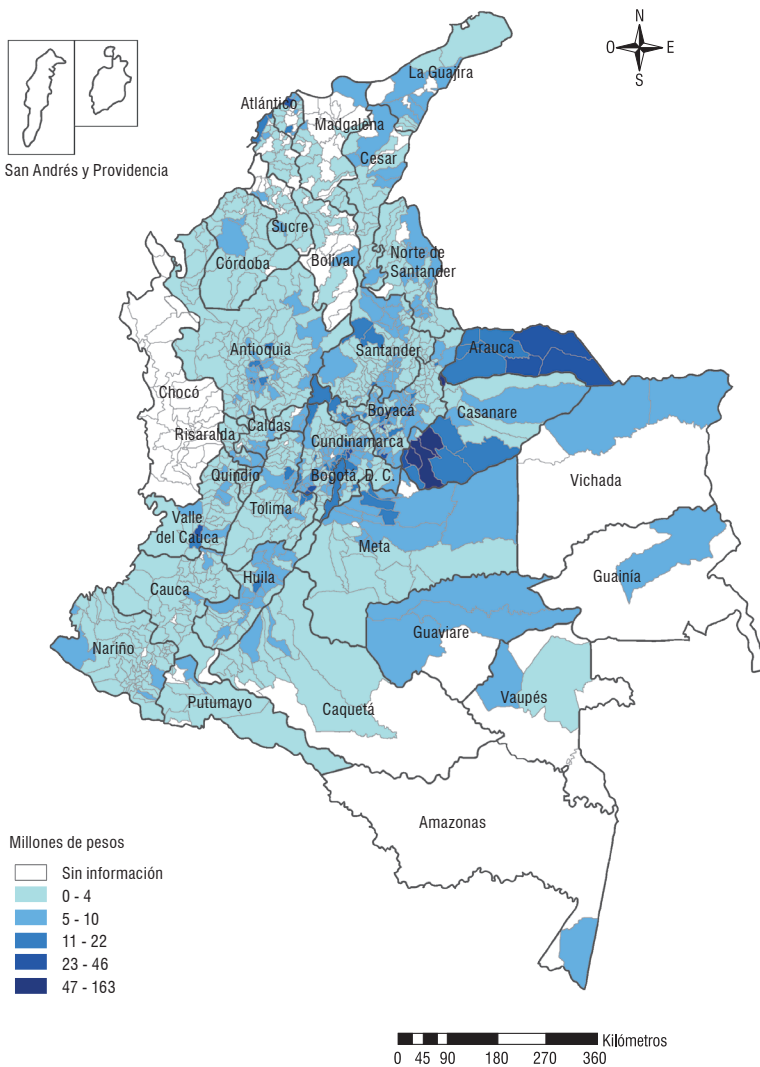 N
O
E
S
San Andrés y Providencia
La Guajira
Atlántico
Madgalena
Cesar
Sucre
Córdoba
Bolívar
Norte de
Santander
Antioquia
Santander
Arauca
Chocó
Boyacá
Casanare
Risaralda
Caldas
Cundinamarca
Quindío
Bogotá, D. C.
Vichada
Tolima
Valle
del Cauca
Meta
Guainía
Huila
Cauca
Guaviare
Nariño
Vaupés
Putumayo
Caquetá
Amazonas
Millones de pesos
Sin información
0 - 4
5 - 10
11 - 22
23 - 46
47 - 163
Kilómetros
0 45 90 180 270 360